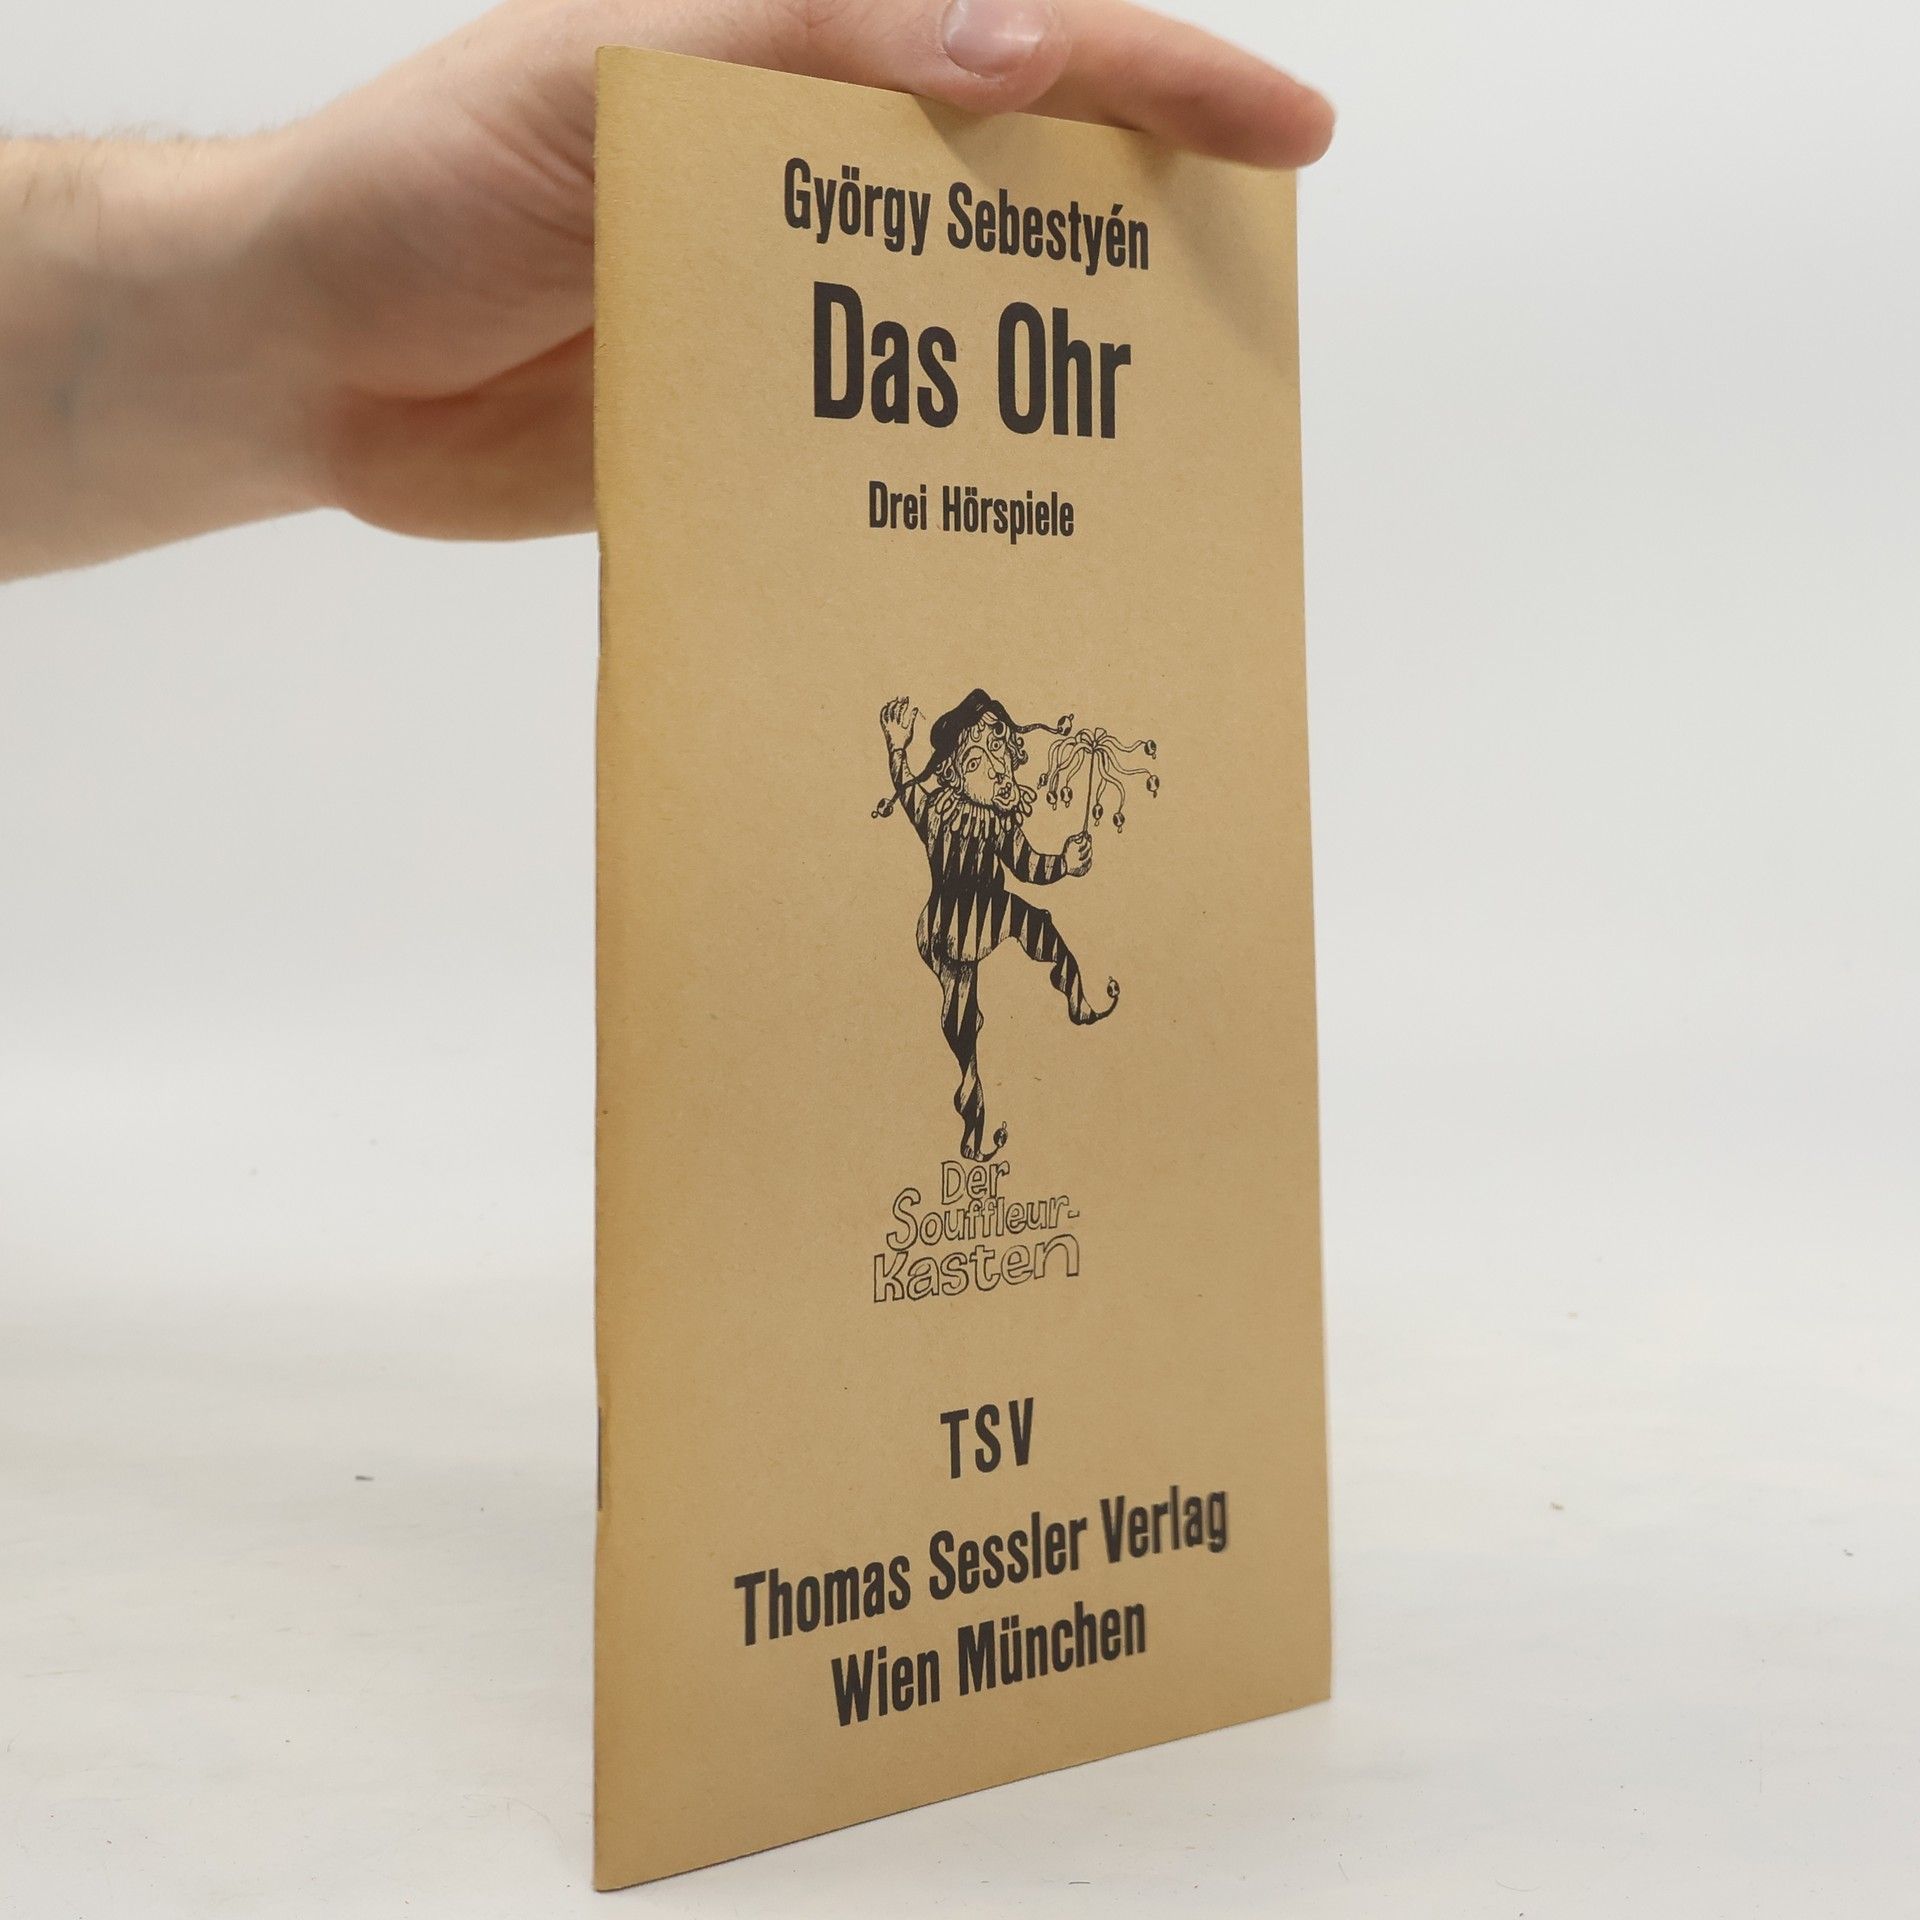 György Sebestyén
Das Ohr
Drei Hörspiele
Der
Souffleur-
Kasten
TSV
Thomas Sessler Verlag
Wien München